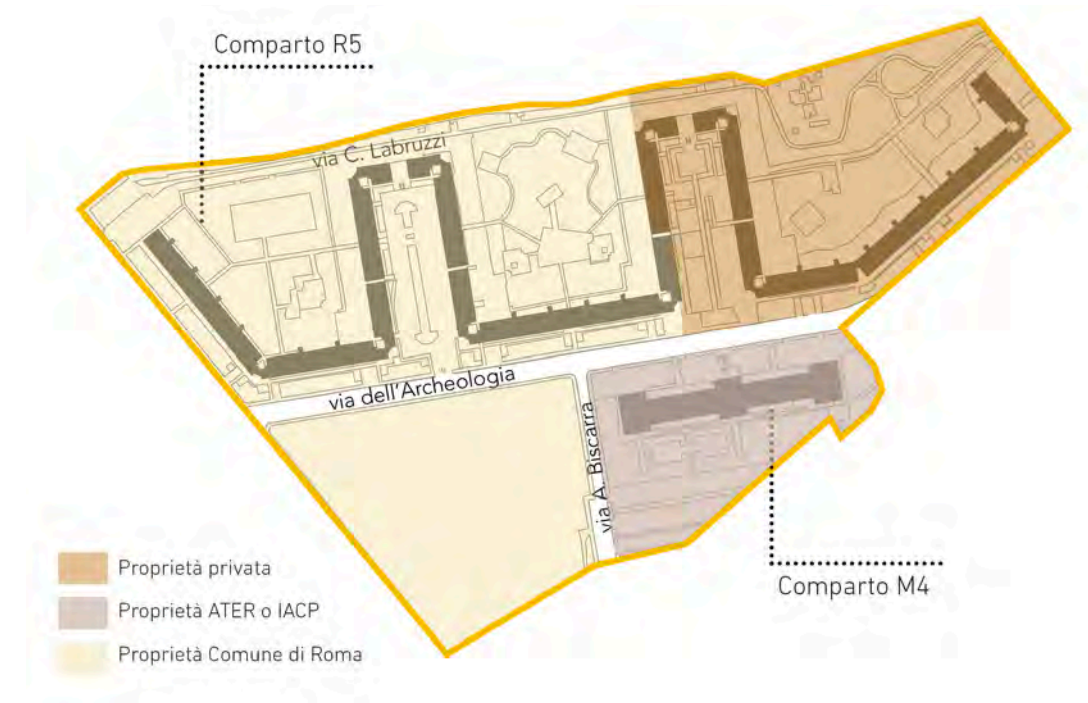 Comparto R5
via C. Labruzzi
via dell'Archeologia
via A. Biscarra
Proprietà privata
Proprietà ATER o IACP
Proprietà Comune di Roma
Comparto M4